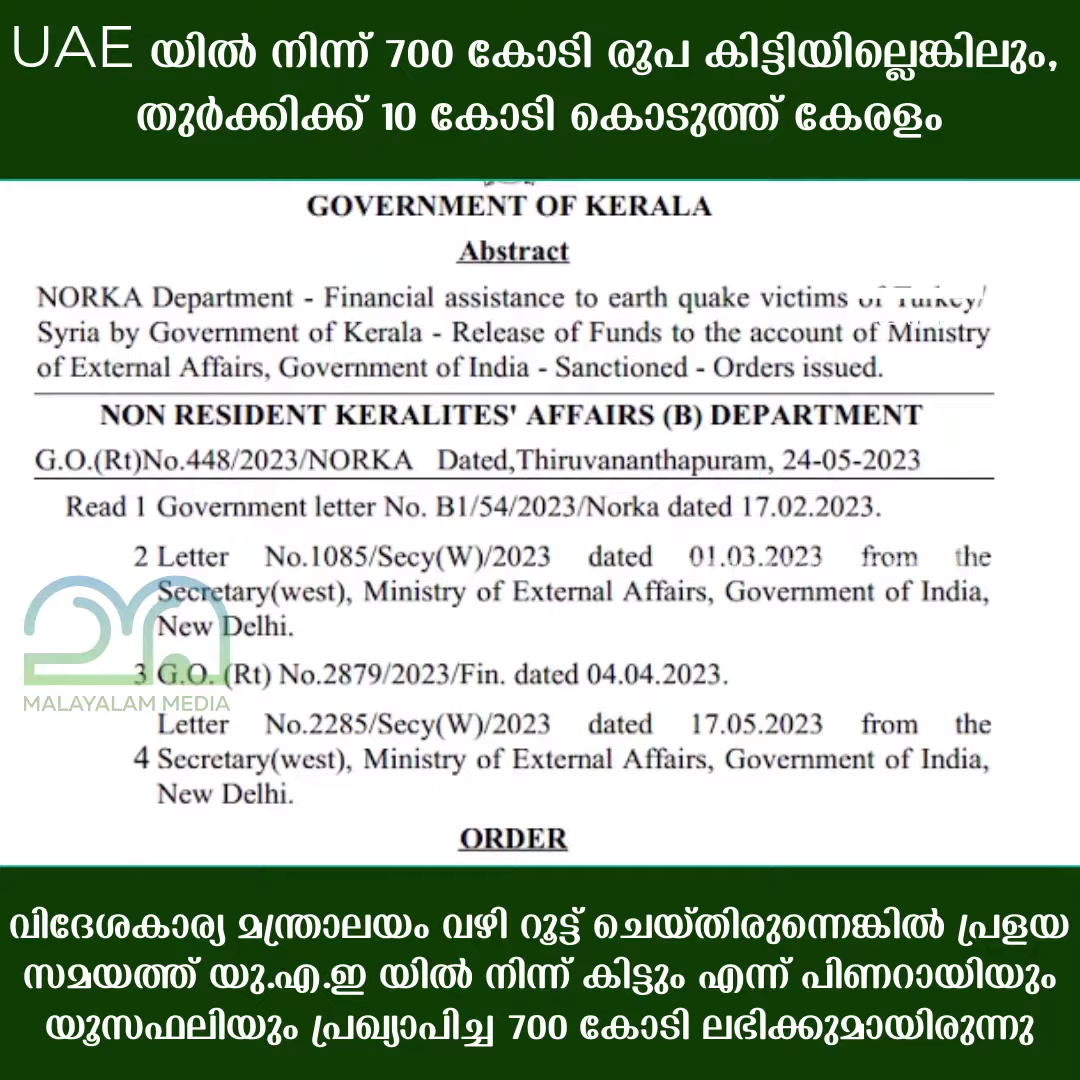 UAE യിൽ നിന്ന് 700 കോടി രൂപ കിട്ടിയില്ലെങ്കിലും,
തുർക്കിക്ക് 10 കോടി കൊടുത്ത് കേരളം
GOVERNMENT OF KERALA
Abstract
NORKA Department - Financial assistance to earth quake victims of Turkey/
Syria by Government of Kerala - Release of Funds to the account of Ministry
of External Affairs, Government of India - Sanctioned - Orders issued.
NON RESIDENT KERALITES' AFFAIRS (B) DEPARTMENT
G.O.(Rt)No.448/2023/NORKA Dated,Thiruvananthapuram, 24-05-2023
Read 1 Government letter No. B1/54/2023/Norka dated 17.02.2023.
2 Letter No.1085/Secy(W)/2023 dated 01.03.2023 from the
Secretary(west), Ministry of External Affairs, Government of India,
New Delhi.
3 G.O. (Rt) No.2879/2023/Fin. dated 04.04.2023.
MALAYALAM MEDIA
Letter No.2285/Secy(W)/2023 dated 17.05.2023 from the
4 Secretary(west), Ministry of External Affairs, Government of India,
New Delhi.
ORDER
വിദേശകാര്യ മന്ത്രാലയം വഴി റൂട്ട് ചെയ്തിരുന്നെങ്കിൽ പ്രളയ
സമയത്ത് യു.എ.ഇ യിൽ നിന്ന് കിട്ടും എന്ന് പിണറായിയും
യൂസഫലിയും പ്രഖ്യാപിച്ച 700 കോടി ലഭിക്കുമായിരുന്നു